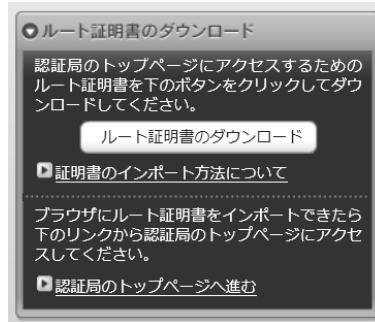 ルート証明書のダウンロード
認証局のトップページにアクセスするための
ルート証明書を下のボタンをクリックしてダウ
ンロードしてください。
ルート証明書のダウンロード
証明書のインポート方法について
ブラウザにルート証明書をインポートできたら
下のリンクから認証局のトップページにアクセ
スしてください。
認証局のトップページへ進む